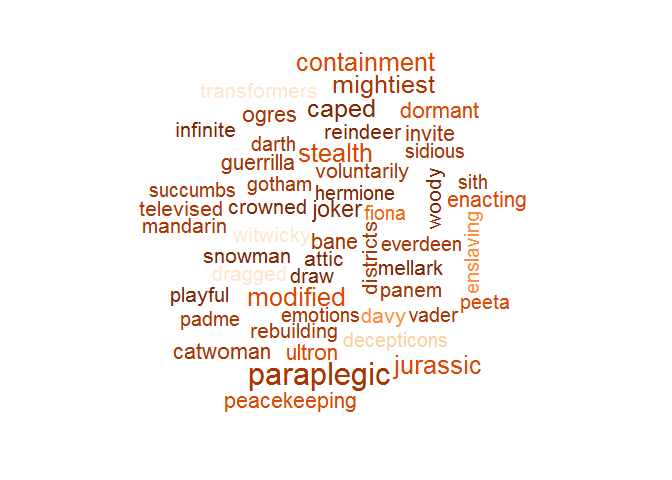 containment
mightiest
transformers
caped
dormant
ogres
infinite
reindeer
invite
darth
stealth
sidious
guerrilla
voluntarily
succumbs
gotham
hermione
woody
sith
enacting
televised
crowned
joker
fiona
mandarin
witwicky
bane
districts
everdeen
enslaving
snowman
attic
mellark
dragged
draw
panem
playful
modified
peeta
padme
emotions
davy
vader
rebuilding
decepticons
catwoman
ultron
paraplegic
jurassic
peacekeeping